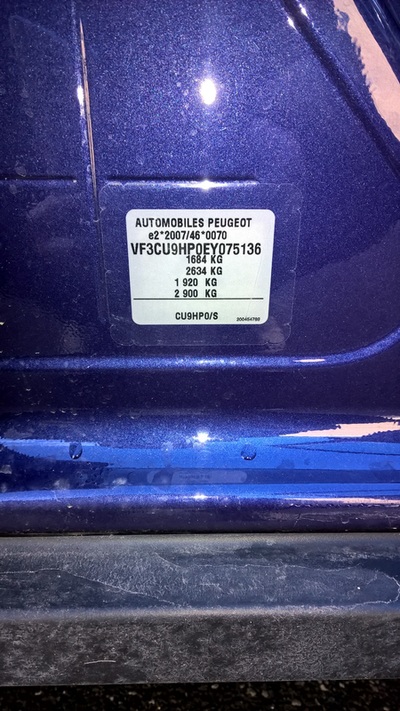 AUTOMOBILES PEUGEOT
e2*2007/46*0070
VF3CU9HP0EY075136
1684 KG
2634 KG
1 920 KG
2 900 KG
CU9HP0/S